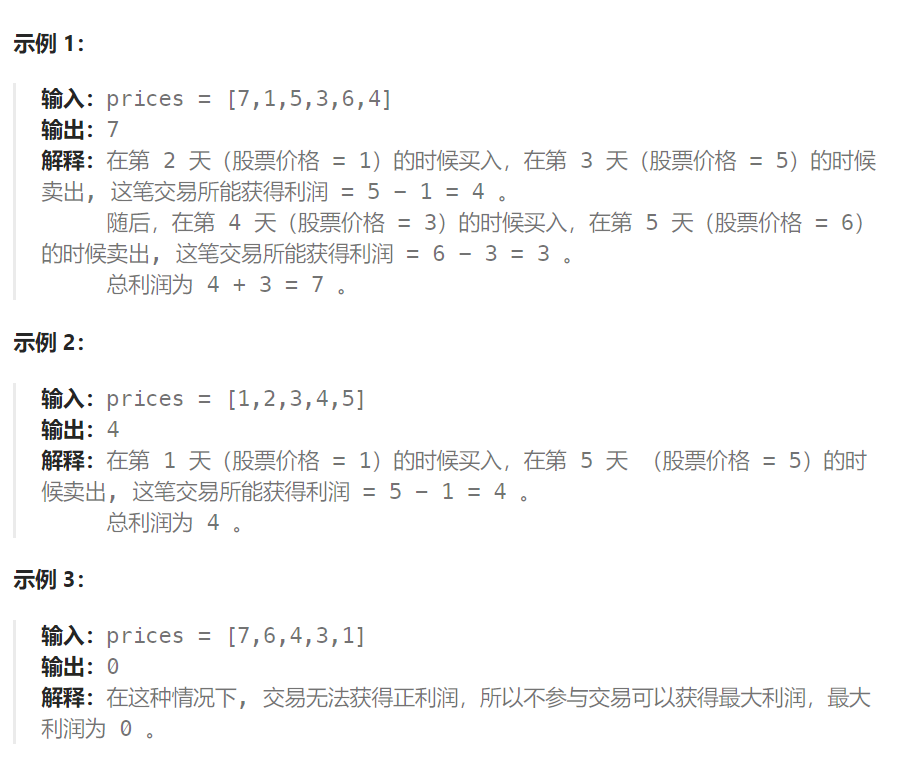 示例 1：
输入：prices = [7,1,5,3,6,4]
输出：7
解释：在第 2 天（股票价格 = 1）的时候买入，在第 3 天（股票价格 = 5）的时候
卖出, 这笔交易所能获得利润 = 5 - 1 = 4 。
随后，在第 4 天（股票价格 = 3）的时候买入，在第 5 天（股票价格 = 6）
的时候卖出, 这笔交易所能获得利润 = 6 - 3 = 3 。
总利润为 4 + 3 = 7 。
示例 2：
输入：prices = [1,2,3,4,5]
输出：4
解释：在第 1 天（股票价格 = 1）的时候买入，在第 5 天 （股票价格 = 5）的时
候卖出, 这笔交易所能获得利润 = 5 - 1 = 4 。
总利润为 4 。
示例 3：
输入：prices = [7,6,4,3,1]
输出：0
解释：在这种情况下, 交易无法获得正利润，所以不参与交易可以获得最大利润，最大
利润为 0 。